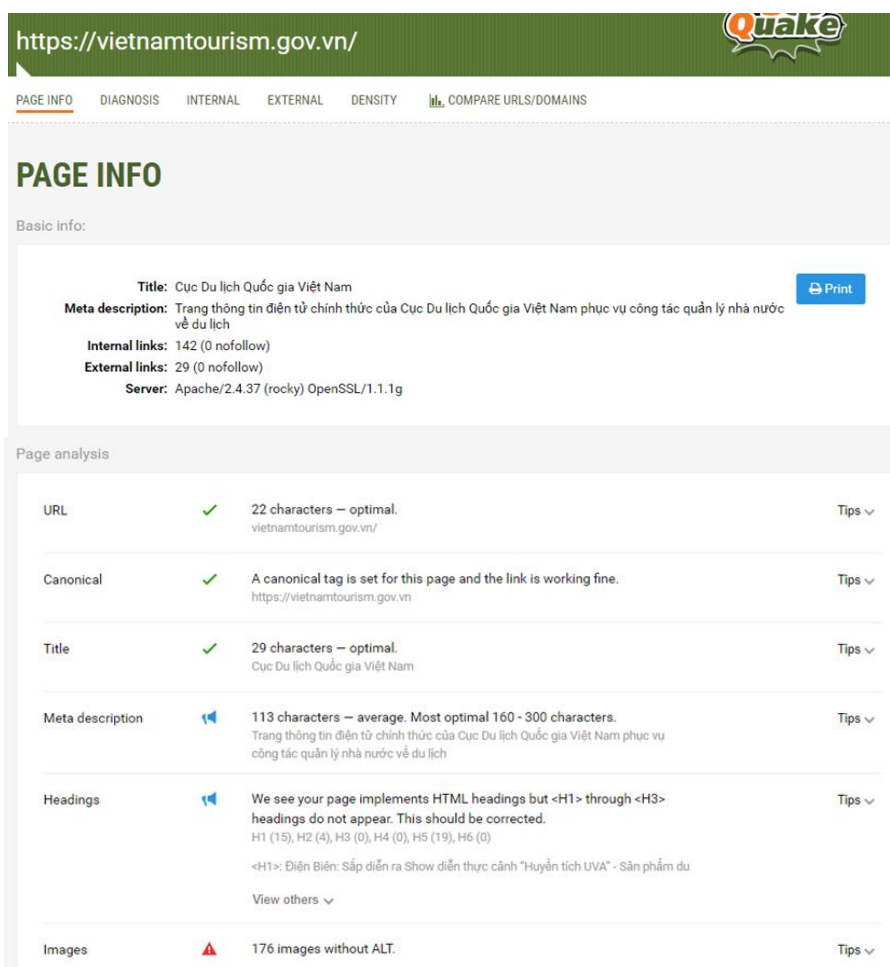 https://vietnamtourism.gov.vn/
Quake
PAGE INFO DIAGNOSIS INTERNAL EXTERNAL DENSITY COMPARE URLS/DOMAINS
PAGE INFO
Basic info:
Title: Cục Du lịch Quốc gia Việt Nam
Print
Meta description: Trang thông tin điện tử chính thức của Cục Du lịch Quốc gia Việt Nam phục vụ công tác quản lý nhà nước
về du lịch
Internal links: 142 (0 nofollow)
External links: 29 (0 nofollow)
Server: Apache/2.4.37 (rocky) OpenSSL/1.1.1g
Page analysis
URL 22 characters — optimal. Tips
vietnamtourism.gov.vn/
Canonical A canonical tag is set for this page and the link is working fine. Tips
https://vietnamtourism.gov.vn
Title 29 characters — optimal. Tips
Cục Du lịch Quốc gia Việt Nam
Meta description 113 characters — average. Most optimal 160 - 300 characters. Tips
Trang thông tin điện tử chính thức của Cục Du lịch Quốc gia Việt Nam phục vụ
công tác quản lý nhà nước về du lịch
Headings We see your page implements HTML headings but <H1> through <H3> Tips
headings do not appear. This should be corrected.
H1 (15), H2 (4), H3 (0), H4 (0), H5 (19), H6 (0)
<H1>: Điện Biên: Sắp diễn ra Show diễn thực cảnh “Huyền tích UVA” - Sản phẩm du
View others
Images 176 images without ALT. Tips